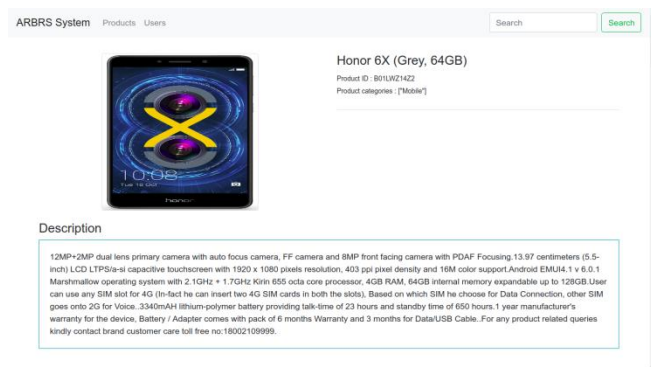 ARBRS System Products Users Search Search
Honor 6X (Grey, 64GB)
Product ID : B01LWZ14Z2
Product categories : ["Mobile"]
10:08
Tue 18 Oct
honor
Description
12MP+2MP dual lens primary camera with auto focus camera, FF camera and 8MP front facing camera with PDAF Focusing.13.97 centimeters (5.5-
inch) LCD LTPS/a-si capacitive touchscreen with 1920 x 1080 pixels resolution, 403 ppi pixel density and 16M color support.Android EMUI4.1 v 6.0.1
Marshmallow operating system with 2.1GHz + 1.7GHz Kirin 655 octa core processor, 4GB RAM, 64GB internal memory expandable up to 128GB.User
can use any SIM slot for 4G (In-fact he can insert two 4G SIM cards in both the slots), Based on which SIM he choose for Data Connection, other SIM
goes onto 2G for Voice..3340mAH lithium-polymer battery providing talk-time of 23 hours and standby time of 650 hours.1 year manufacturer's
warranty for the device, Battery / Adapter comes with pack of 6 months Warranty and 3 months for Data/USB Cable..For any product related queries
kindly contact brand customer care toll free no:18002109999.